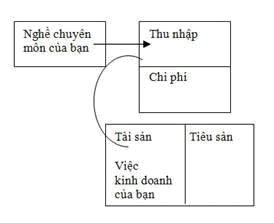 Nghề chuyên
môn của bạn
Thu nhập
Chi phí
Tài sản
Tiêu sản
Việc
kinh doanh
của bạn